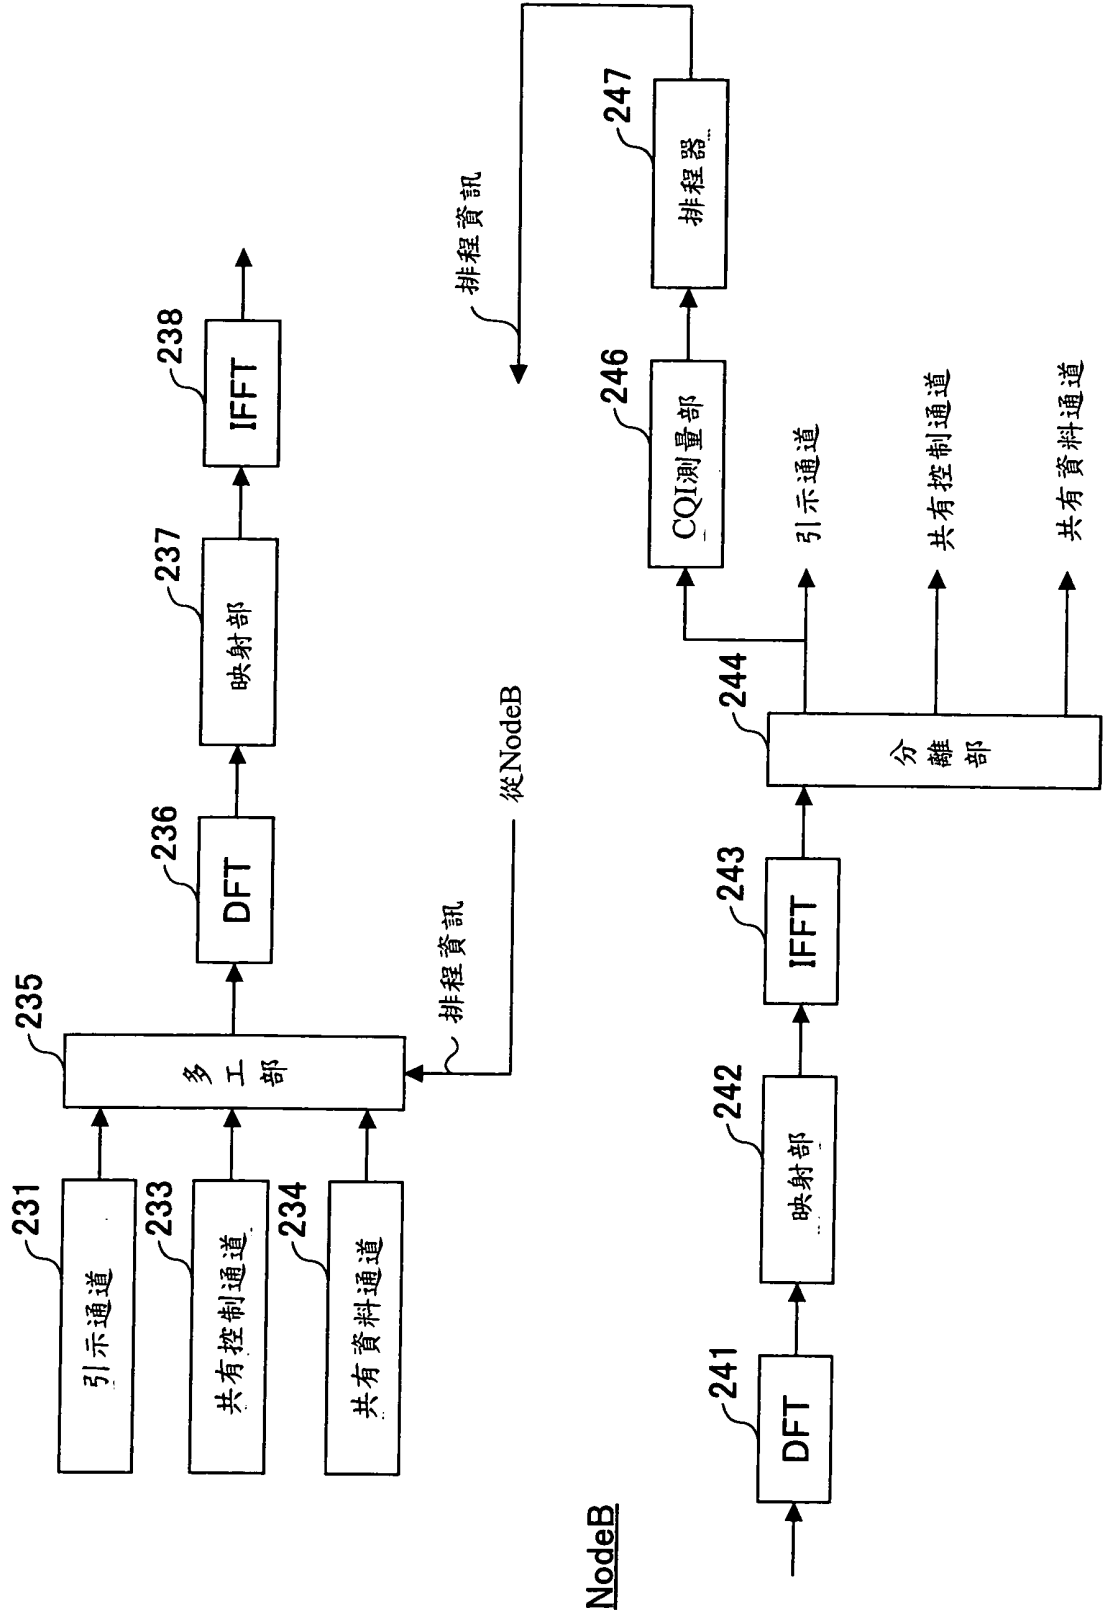 231
引示通道
233
共有控制通道
234
共有資料通道
235
多工部
236
DFT
237
映射部
238
IFFT
排程資訊
從NodeB
NodeB
241
DFT
242
映射部
243
IFFT
244
分離部
引示通道
共有控制通道
共有資料通道
246
CQI測量部
247
排程器
排程資訊